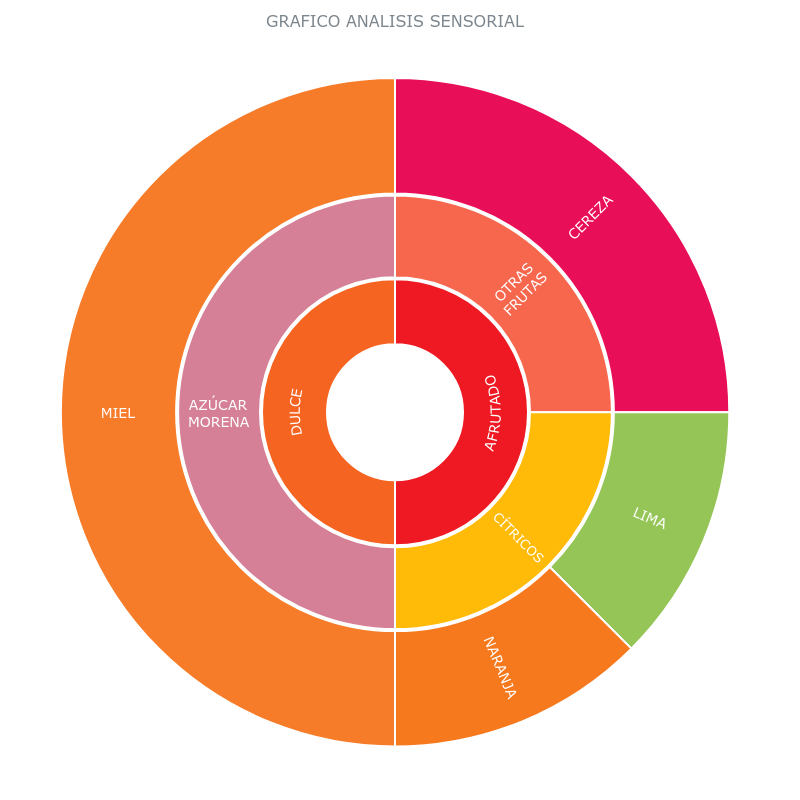 GRAFICO ANALISIS SENSORIAL
CEREZA
OTRAS
FRUTAS
AFRUTADO
DULCE
AZÚCAR
MORENA
MIEL
CÍTRICOS
LIMA
NARANJA